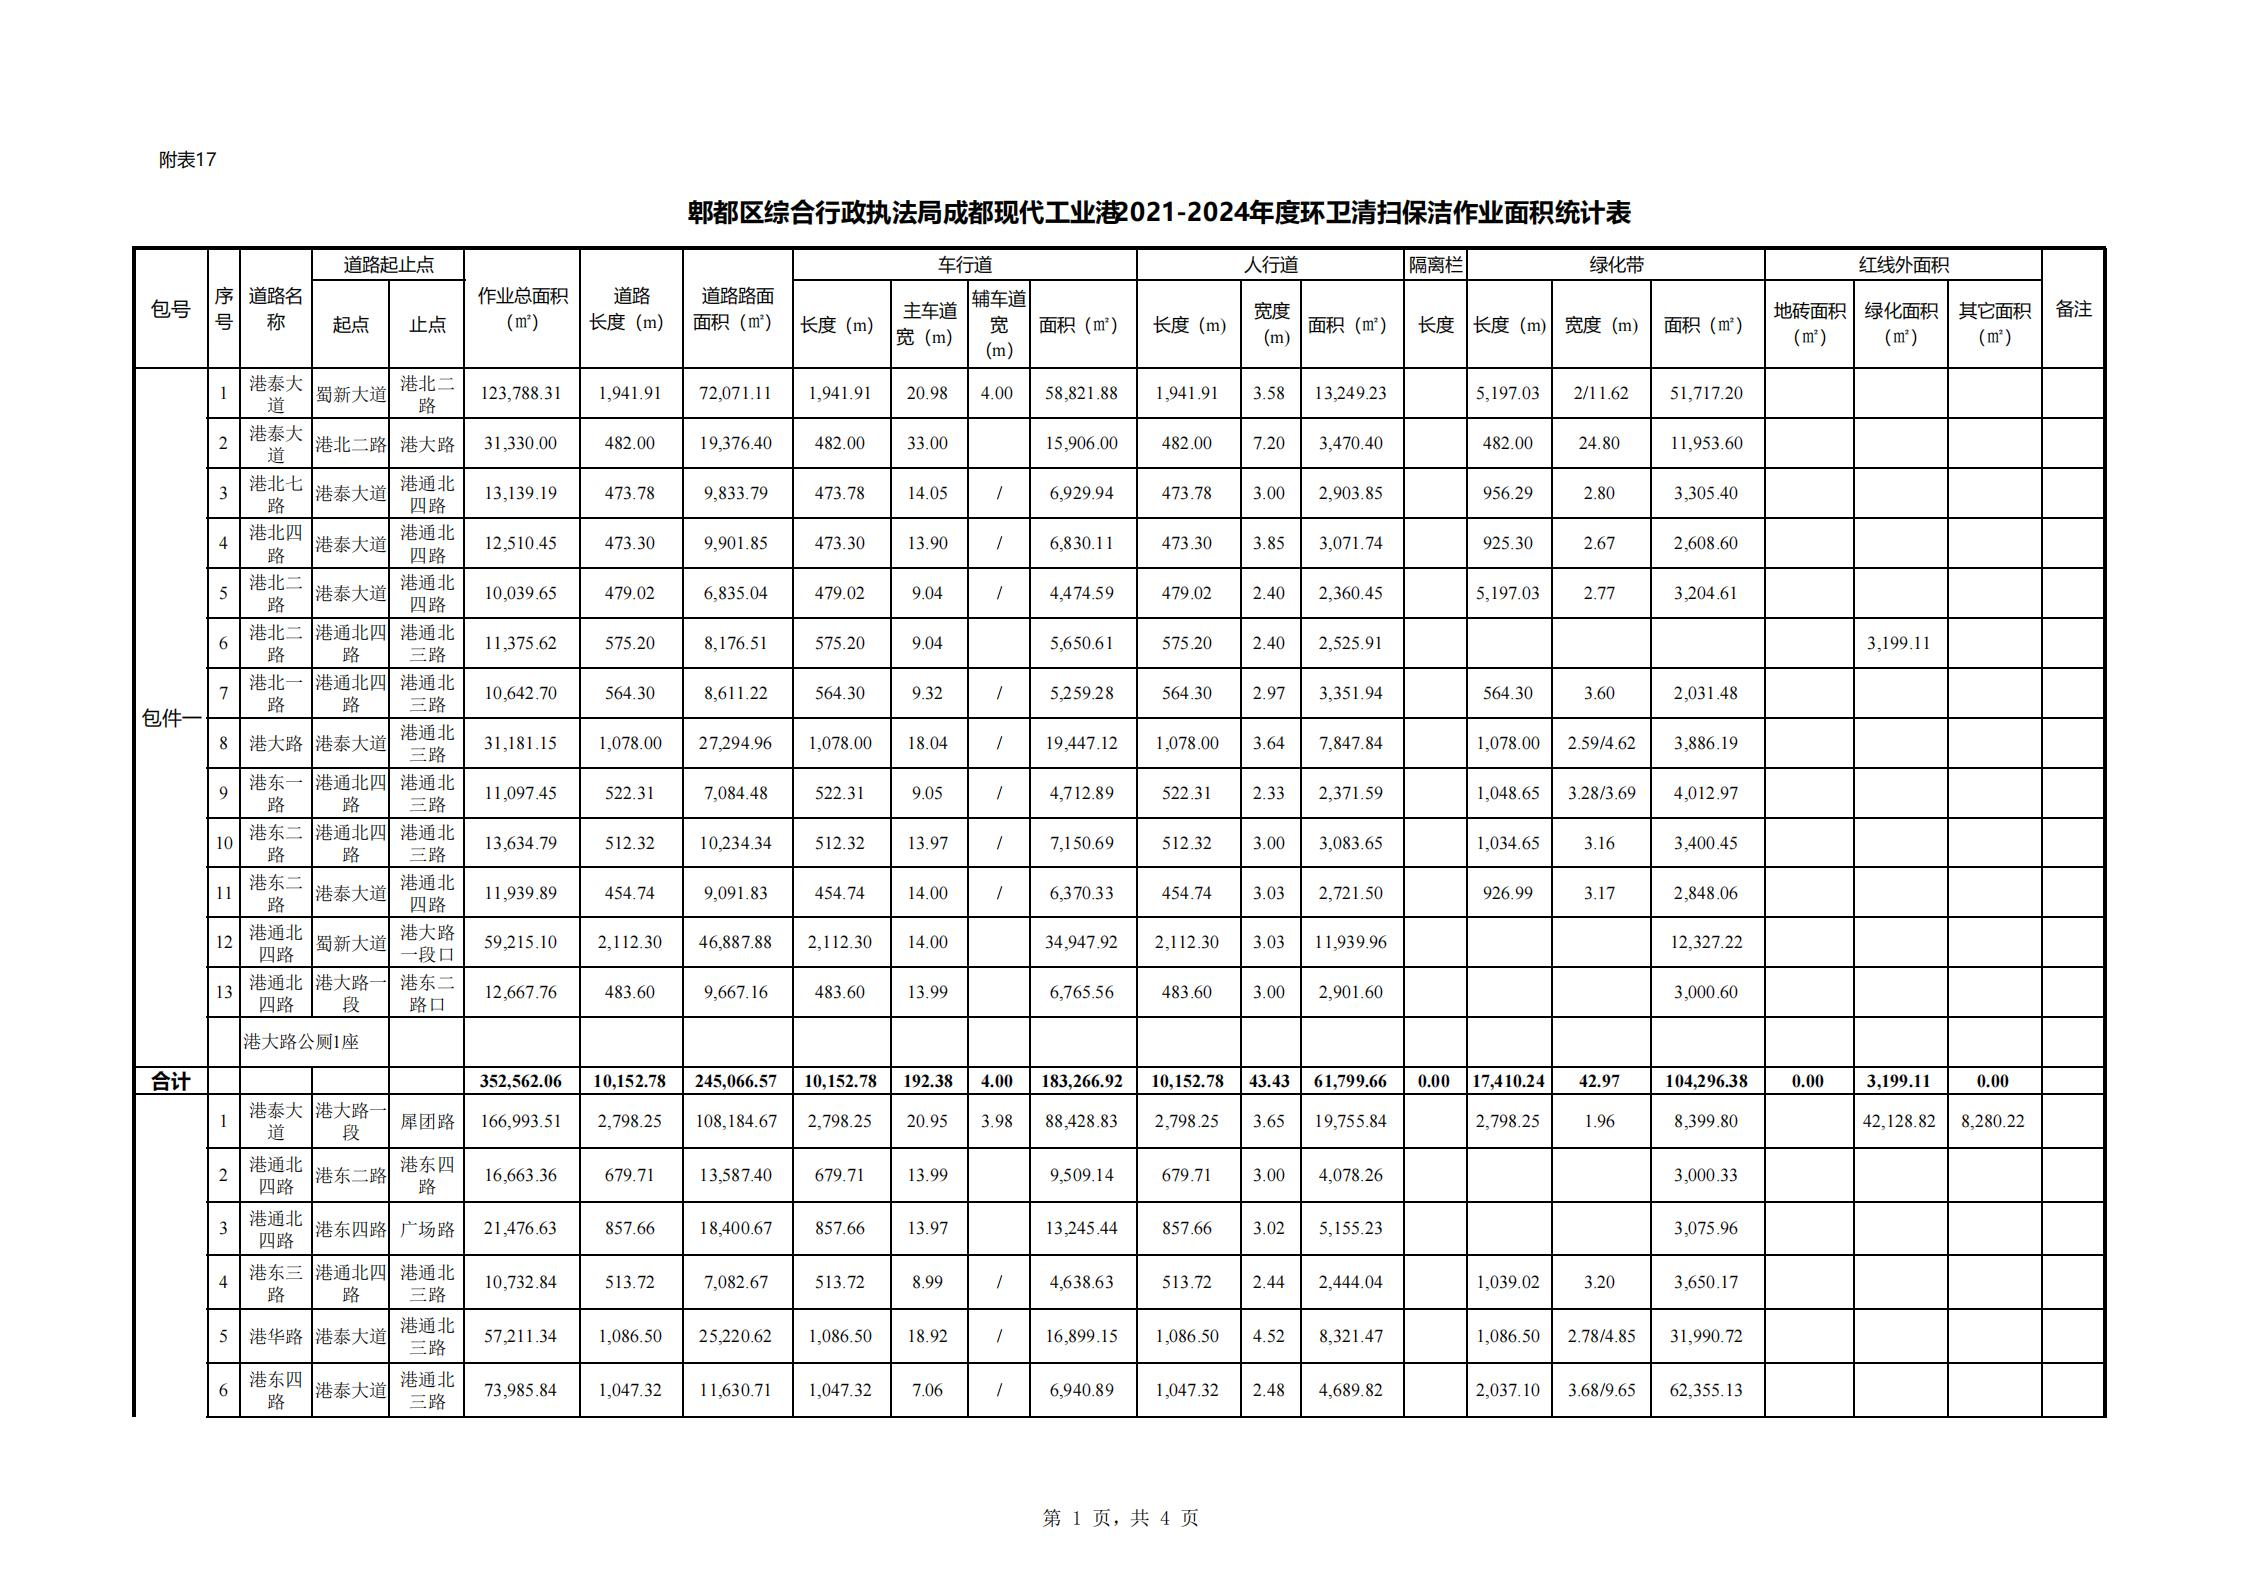 附表17
郫都区综合行政执法局成都现代工业港2021-2024年度环卫清扫保洁作业面积统计表
包号 序号 道路名称 道路起止点 作业总面积（㎡） 道路长度（m） 道路路面面积（㎡） 车行道 人行道 隔离栏 绿化带 红线外面积 备注
起点 止点 长度（m） 主车道宽（m） 辅车道宽（m） 面积（㎡） 长度（m） 宽度（m） 面积（㎡） 长度 长度（m） 宽度（m） 面积（㎡） 地砖面积（㎡） 绿化面积（㎡） 其它面积（㎡）
包件一
1 港泰大道 蜀新大道 港北二路 123,788.31 1,941.91 72,071.11 1,941.91 20.98 4.00 58,821.88 1,941.91 3.58 13,249.23 5,197.03 2/11.62 51,717.20
2 港泰大道 港北二路 港大路 31,330.00 482.00 19,376.40 482.00 33.00 15,906.00 482.00 7.20 3,470.40 482.00 24.80 11,953.60
3 港北七路 港泰大道 港通北四路 13,139.19 473.78 9,833.79 473.78 14.05 / 6,929.94 473.78 3.00 2,903.85 956.29 2.80 3,305.40
4 港北四路 港泰大道 港通北四路 12,510.45 473.30 9,901.85 473.30 13.90 / 6,830.11 473.30 3.85 3,071.74 925.30 2.67 2,608.60
5 港北二路 港泰大道 港通北四路 10,039.65 479.02 6,835.04 479.02 9.04 / 4,474.59 479.02 2.40 2,360.45 5,197.03 2.77 3,204.61
6 港北二路 港通北四路 港通北三路 11,375.62 575.20 8,176.51 575.20 9.04 5,650.61 575.20 2.40 2,525.91 3,199.11
7 港北一路 港通北四路 港通北三路 10,642.70 564.30 8,611.22 564.30 9.32 / 5,259.28 564.30 2.97 3,351.94 564.30 3.60 2,031.48
8 港大路 港泰大道 港通北三路 31,181.15 1,078.00 27,294.96 1,078.00 18.04 / 19,447.12 1,078.00 3.64 7,847.84 1,078.00 2.59/4.62 3,886.19
9 港东一路 港通北四路 港通北三路 11,097.45 522.31 7,084.48 522.31 9.05 / 4,712.89 522.31 2.33 2,371.59 1,048.65 3.28/3.69 4,012.97
10 港东二路 港通北四路 港通北三路 13,634.79 512.32 10,234.34 512.32 13.97 / 7,150.69 512.32 3.00 3,083.65 1,034.65 3.16 3,400.45
11 港东二路 港泰大道 港通北四路 11,939.89 454.74 9,091.83 454.74 14.00 / 6,370.33 454.74 3.03 2,721.50 926.99 3.17 2,848.06
12 港通北四路 蜀新大道 港大路一段口 59,215.10 2,112.30 46,887.88 2,112.30 14.00 34,947.92 2,112.30 3.03 11,939.96 12,327.22
13 港通北四路 港大路一段 港东二路口 12,667.76 483.60 9,667.16 483.60 13.99 6,765.56 483.60 3.00 2,901.60 3,000.60
港大路公厕1座
合计 352,562.06 10,152.78 245,066.57 10,152.78 192.38 4.00 183,266.92 10,152.78 43.43 61,799.66 0.00 17,410.24 42.97 104,296.38 0.00 3,199.11 0.00
1 港泰大道 港大路一段 犀团路 166,993.51 2,798.25 108,184.67 2,798.25 20.95 3.98 88,428.83 2,798.25 3.65 19,755.84 2,798.25 1.96 8,399.80 42,128.82 8,280.22
2 港通北四路 港东二路 港东四路 16,663.36 679.71 13,587.40 679.71 13.99 9,509.14 679.71 3.00 4,078.26 3,000.33
3 港通北四路 港东四路 广场路 21,476.63 857.66 18,400.67 857.66 13.97 13,245.44 857.66 3.02 5,155.23 3,075.96
4 港东三路 港通北四路 港通北三路 10,732.84 513.72 7,082.67 513.72 8.99 / 4,638.63 513.72 2.44 2,444.04 1,039.02 3.20 3,650.17
5 港华路 港泰大道 港通北三路 57,211.34 1,086.50 25,220.62 1,086.50 18.92 / 16,899.15 1,086.50 4.52 8,321.47 1,086.50 2.78/4.85 31,990.72
6 港东四路 港泰大道 港通北三路 73,985.84 1,047.32 11,630.71 1,047.32 7.06 / 6,940.89 1,047.32 2.48 4,689.82 2,037.10 3.68/9.65 62,355.13
第 1 页，共 4 页